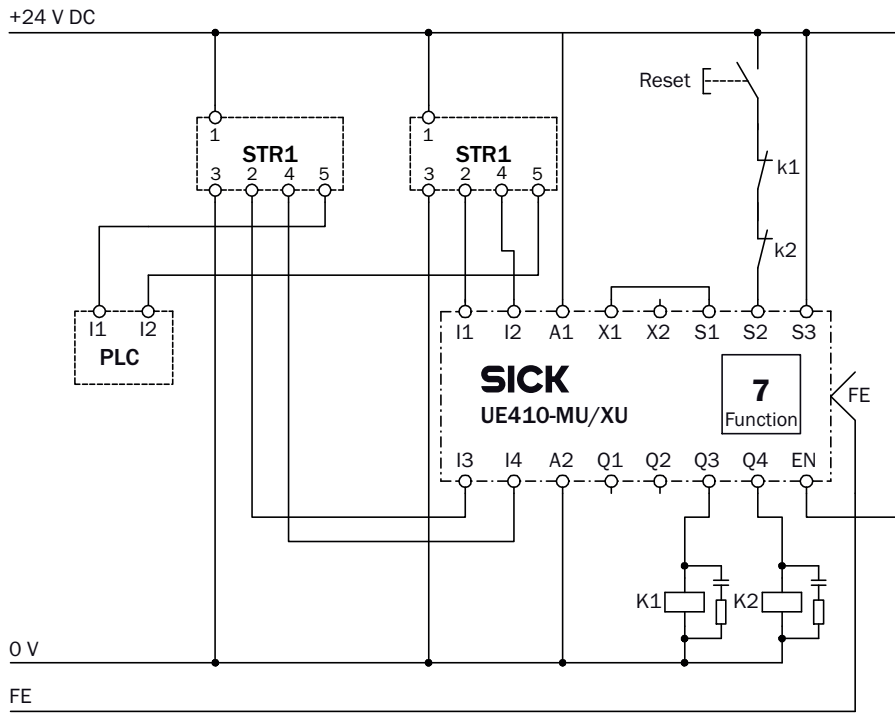 +24 V DC
Reset
1
1
STR1
STR1
3 2 4 5
3 2 4 5
k1
k2
I1 I2
PLC
I1 I2 A1 X1 X2 S1 S2 S3
SICK
UE410-MU/XU
7
Function
FE
I3 I4 A2 Q1 Q2 Q3 Q4 EN
K1
K2
0 V
FE